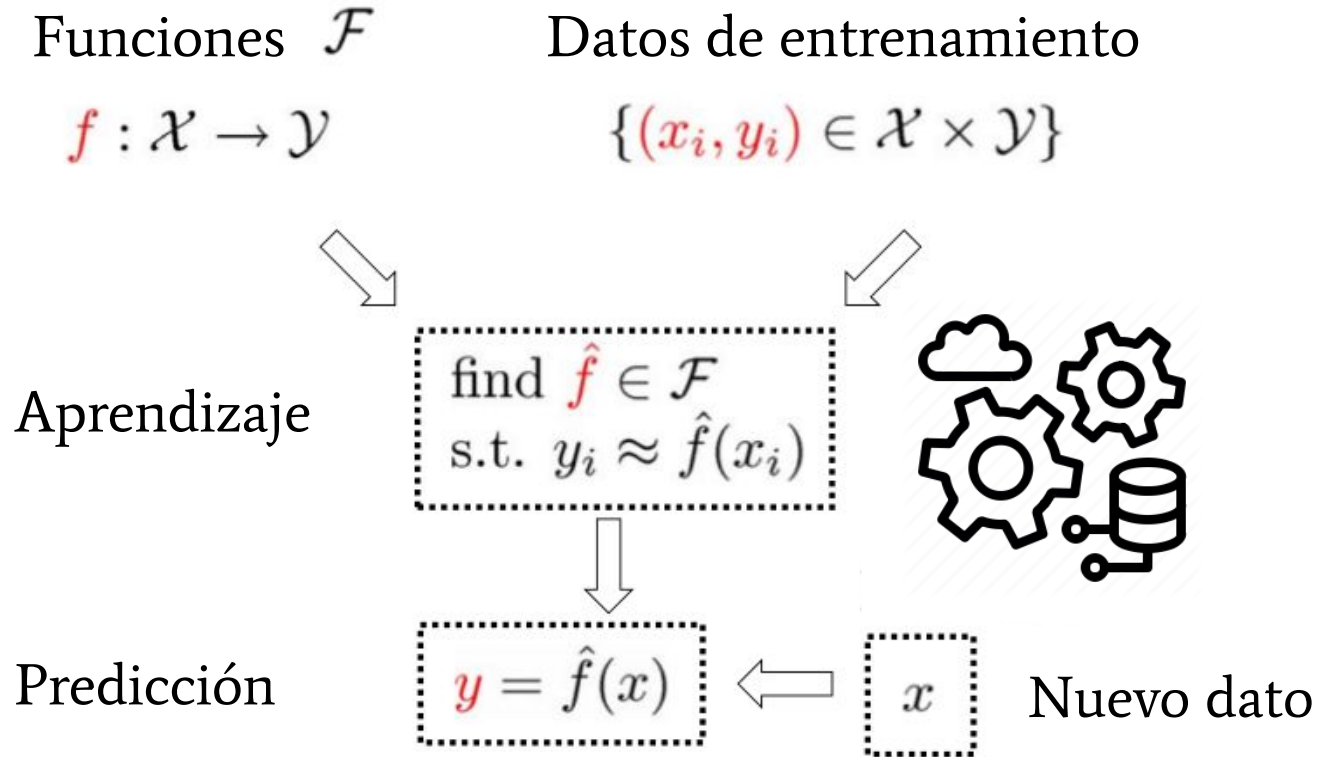 Funciones ℱ
Datos de entrenamiento
f : 𝒳 → 𝒴
{(xᵢ, yᵢ) ∈ 𝒳 × 𝒴}
Aprendizaje
find f̂ ∈ ℱ
s.t. yᵢ ≈ f̂(xᵢ)
Predicción
y = f̂(x)
x
Nuevo dato